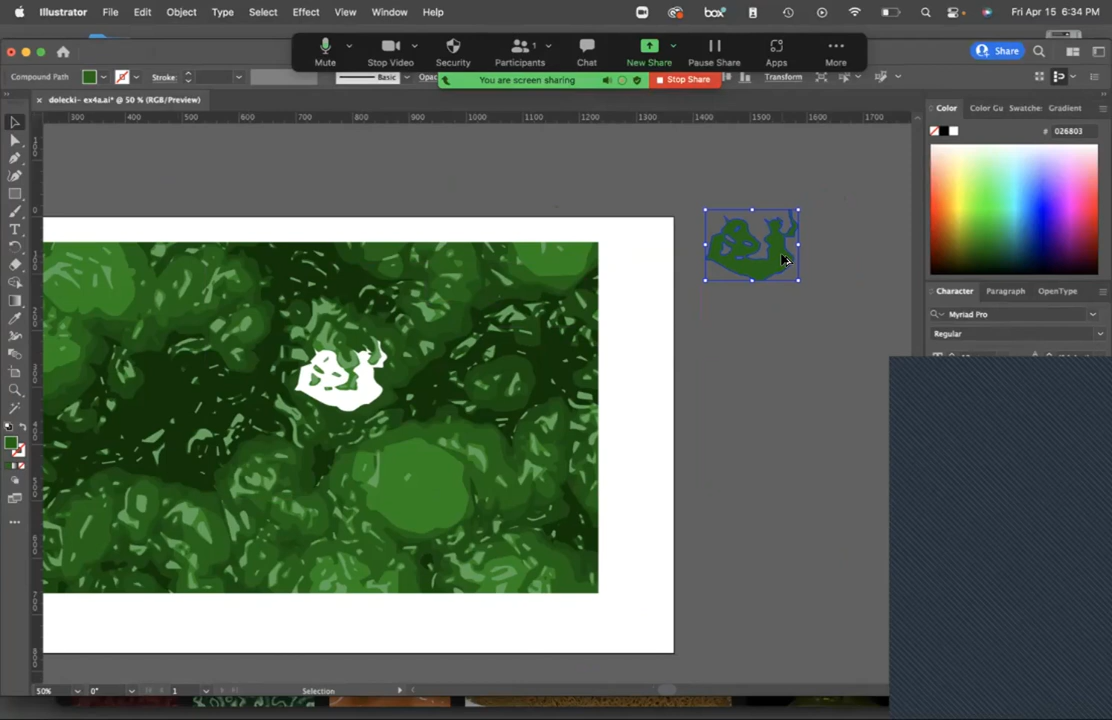 Illustrator File Edit Object Type Select Effect View Window Help
Fri Apr 15 6:34 PM
Mute Stop Video Security Participants 1 Chat New Share Pause Share Apps More
You are screen sharing Stop Share
Share
Compound Path Stroke: Basic Transform
dolecki- ex4a.ai* @ 50 % (RGB/Preview)
300 400 500 600 700 800 900 1000 1100 1200 1300 1400 1500 1600 1700
Color Color Gu Swatche Gradient
# 026803
Character Paragraph OpenType
Myriad Pro
Regular
50% 0° 1 Selection